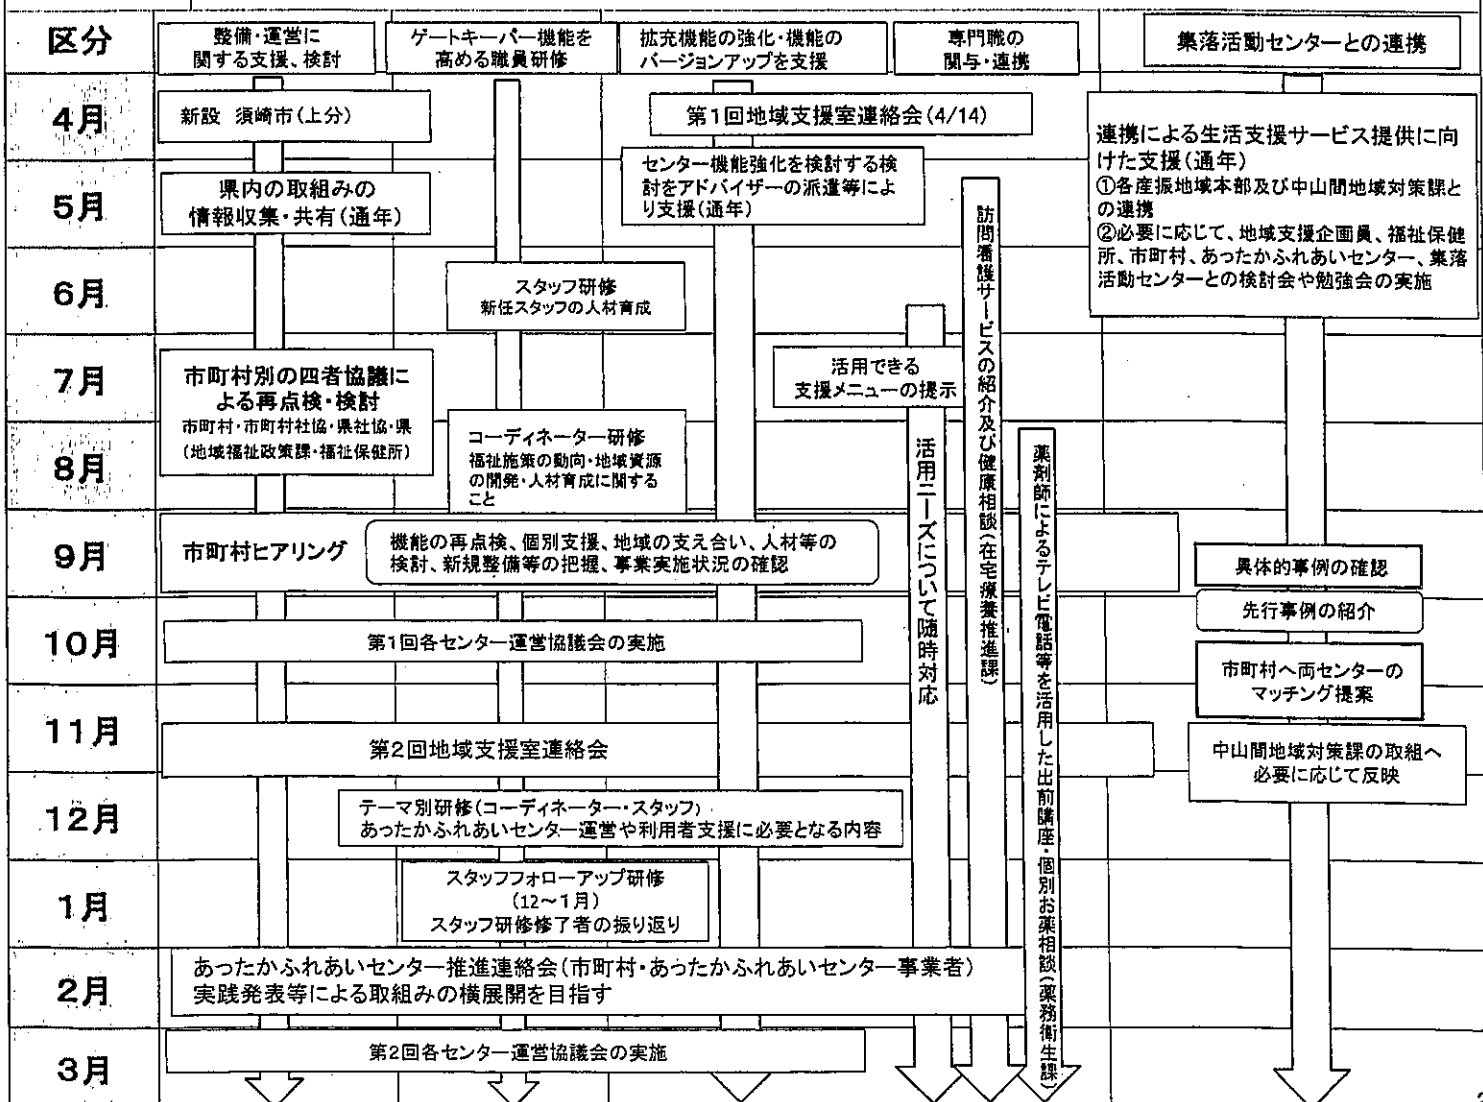 区分
整備・運営に
関する支援、検討
ゲートキーパー機能を
高める職員研修
拡充機能の強化・機能の
バージョンアップを支援
専門職の
関与・連携
集落活動センターとの連携
4月
新設 須崎市(上分)
第1回地域支援室連絡会(4/14)
連携による生活支援サービス提供に向
けた支援(通年)
①各産振地域本部及び中山間地域対策課と
の連携
②必要に応じて、地域支援企画員、福祉保健
所、市町村、あったかふれあいセンター、集落
活動センターとの検討会や勉強会の実施
5月
県内の取組みの
情報収集・共有(通年)
センター機能強化を検討する検
討をアドバイザーの派遣等によ
り支援(通年)
訪問看護サービスの紹介及び健康相談(在宅療養推進課)
6月
スタッフ研修
新任スタッフの人材育成
7月
市町村別の四者協議に
よる再点検・検討
市町村・市町村社協・県社協・県
(地域福祉政策課・福祉保健所)
活用できる
支援メニューの提示
8月
コーディネーター研修
福祉施策の動向・地域資源
の開発・人材育成に関する
こと
活用ニーズについて随時対応
薬剤師によるテレビ電話等を活用した出前講座・個別お薬相談(薬務衛生課)
9月
市町村ヒアリング
機能の再点検、個別支援、地域の支え合い、人材等の
検討、新規整備等の把握、事業実施状況の確認
具体的事例の確認
先行事例の紹介
10月
第1回各センター運営協議会の実施
市町村へ両センターの
マッチング提案
11月
第2回地域支援室連絡会
中山間地域対策課の取組へ
必要に応じて反映
12月
テーマ別研修(コーディネーター・スタッフ)
あったかふれあいセンター運営や利用者支援に必要となる内容
1月
スタッフフォローアップ研修
(12～1月)
スタッフ研修修了者の振り返り
2月
あったかふれあいセンター推進連絡会(市町村・あったかふれあいセンター事業者)
実践発表等による取組みの横展開を目指す
3月
第2回各センター運営協議会の実施